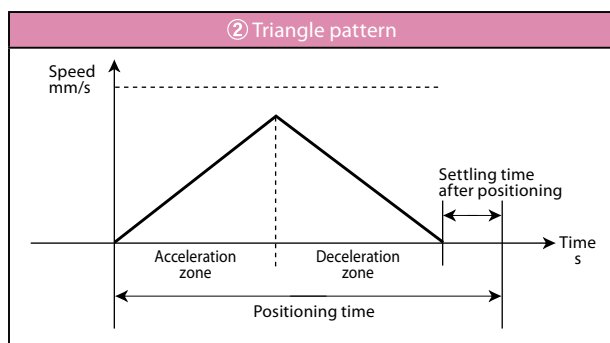 ② Triangle pattern
Speed
mm/s
Settling time
after positioning
Time
s
Acceleration
zone
Deceleration
zone
Positioning time